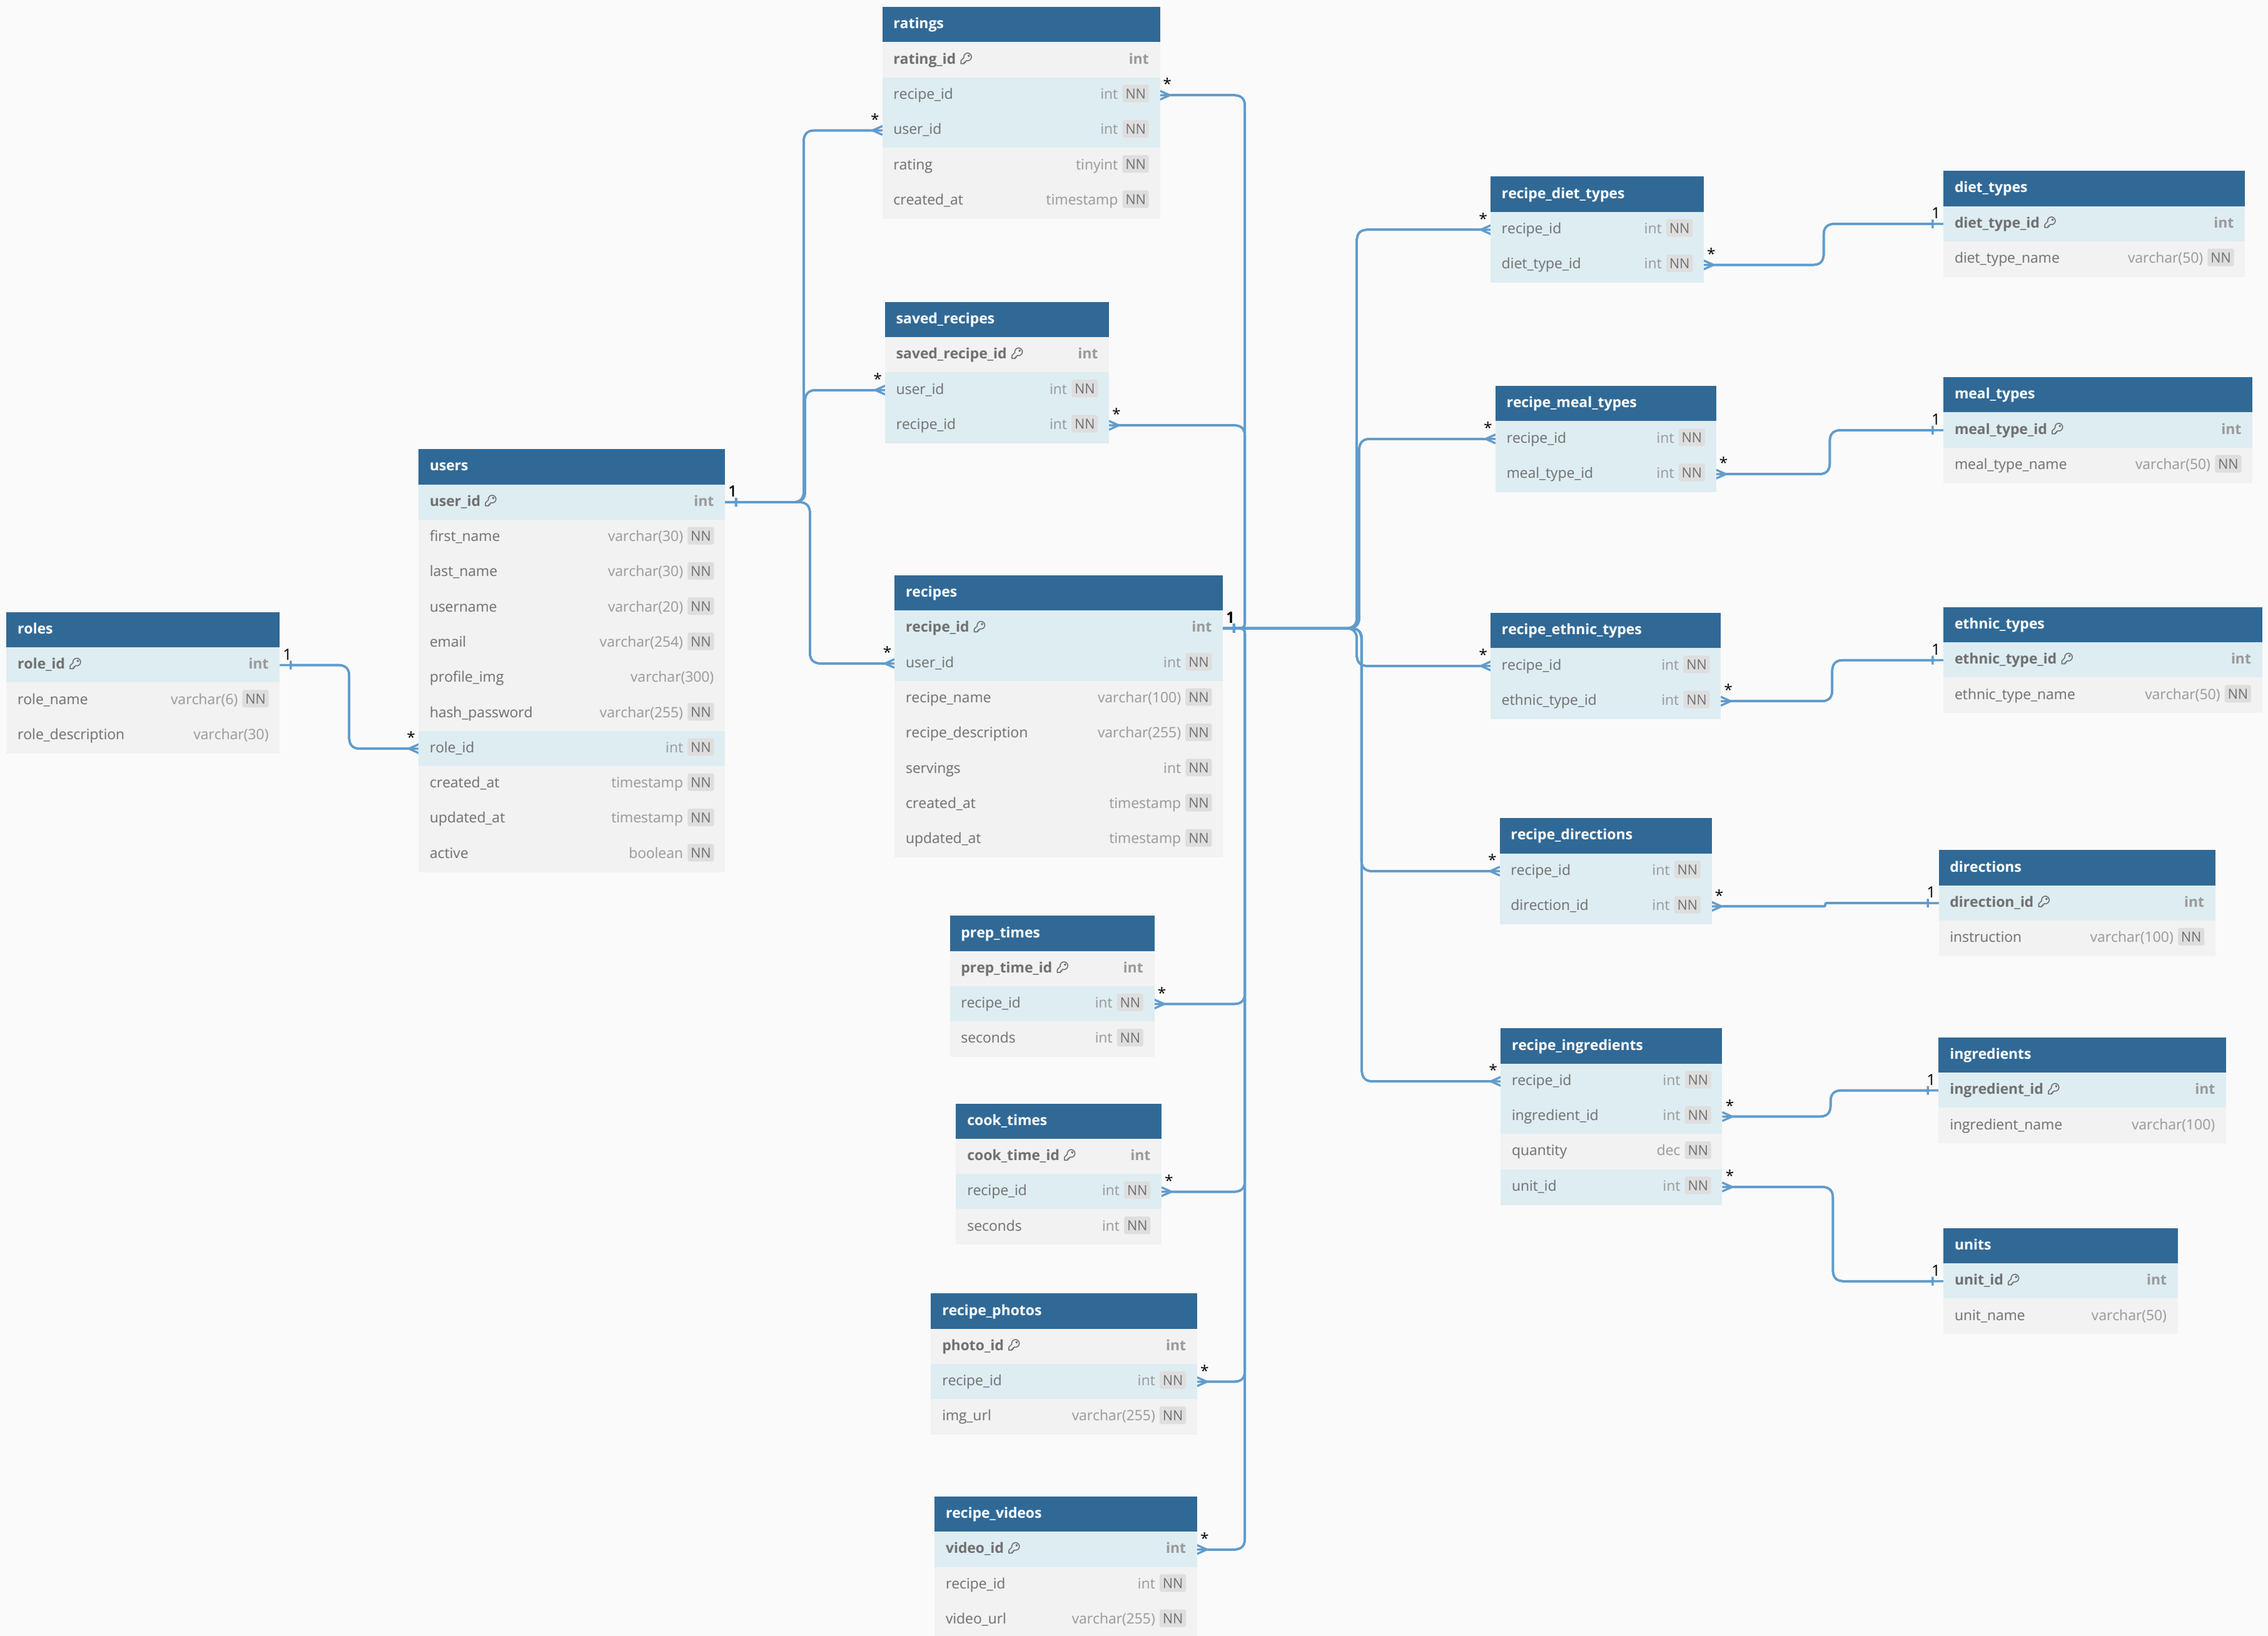 ratings
rating_id int
recipe_id int NN
user_id int NN
rating tinyint NN
created_at timestamp NN
saved_recipes
saved_recipe_id int
user_id int NN
recipe_id int NN
users
user_id int
first_name varchar(30) NN
last_name varchar(30) NN
username varchar(20) NN
email varchar(254) NN
profile_img varchar(300)
hash_password varchar(255) NN
role_id int NN
created_at timestamp NN
updated_at timestamp NN
active boolean NN
roles
role_id int
role_name varchar(6) NN
role_description varchar(30)
recipes
recipe_id int
user_id int NN
recipe_name varchar(100) NN
recipe_description varchar(255) NN
servings int NN
created_at timestamp NN
updated_at timestamp NN
prep_times
prep_time_id int
recipe_id int NN
seconds int NN
cook_times
cook_time_id int
recipe_id int NN
seconds int NN
recipe_photos
photo_id int
recipe_id int NN
img_url varchar(255) NN
recipe_videos
video_id int
recipe_id int NN
video_url varchar(255) NN
recipe_diet_types
recipe_id int NN
diet_type_id int NN
diet_types
diet_type_id int
diet_type_name varchar(50) NN
recipe_meal_types
recipe_id int NN
meal_type_id int NN
meal_types
meal_type_id int
meal_type_name varchar(50) NN
recipe_ethnic_types
recipe_id int NN
ethnic_type_id int NN
ethnic_types
ethnic_type_id int
ethnic_type_name varchar(50) NN
recipe_directions
recipe_id int NN
direction_id int NN
directions
direction_id int
instruction varchar(100) NN
recipe_ingredients
recipe_id int NN
ingredient_id int NN
quantity dec NN
unit_id int NN
ingredients
ingredient_id int
ingredient_name varchar(100)
units
unit_id int
unit_name varchar(50)
1
*
1
*
*
*
*
*
1
*
*
*
*
*
*
*
*
*
*
*
1
*
1
*
1
*
1
*
1
*
1